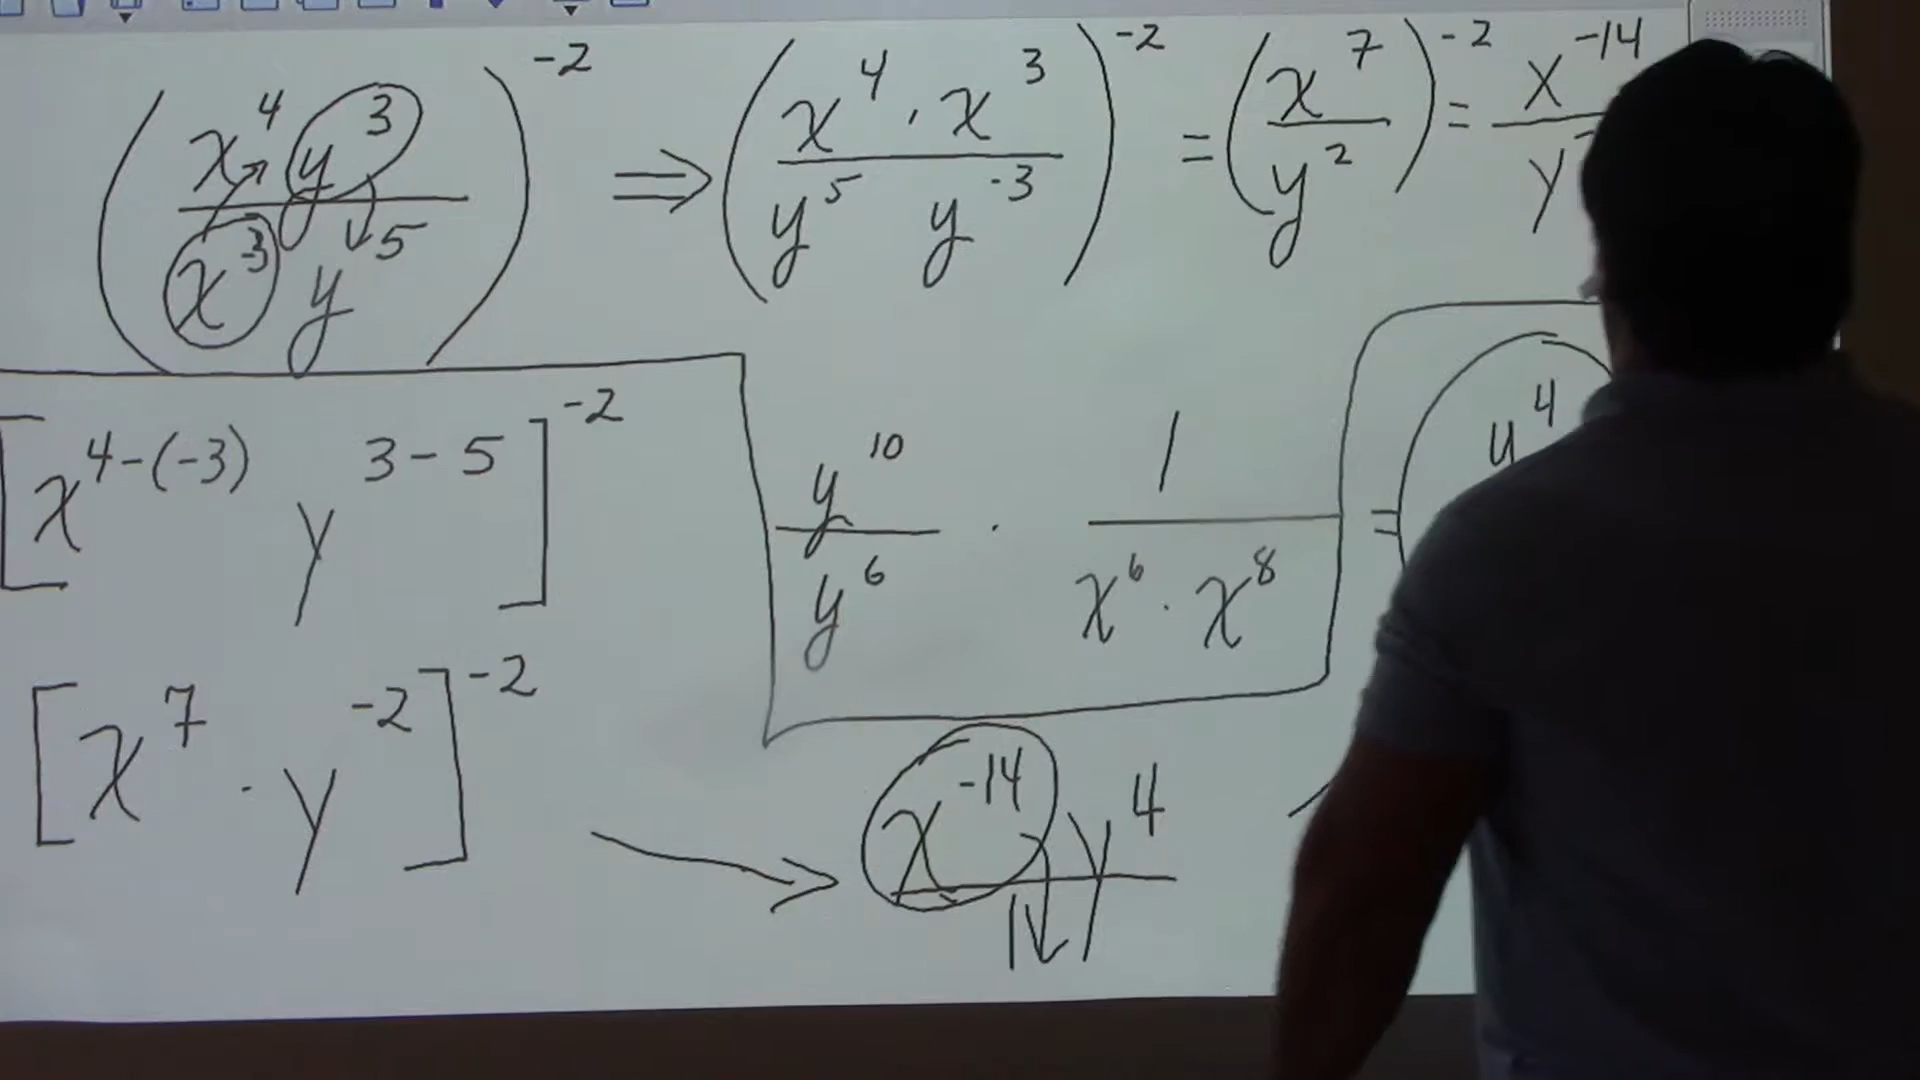 (x^4 y^3 / x^-3 y^5)^-2 ⇒ (x^4 · x^3 / y^5 y^-3)^-2 = (x^7 / y^2)^-2 = x^-14 / y
[x^4-(-3) y^3-5]^-2
y^10 / y^6 · 1 / x^6 · x^8 = y^4
[x^7 · y^-2]^-2 → x^-14 y^4 / 1